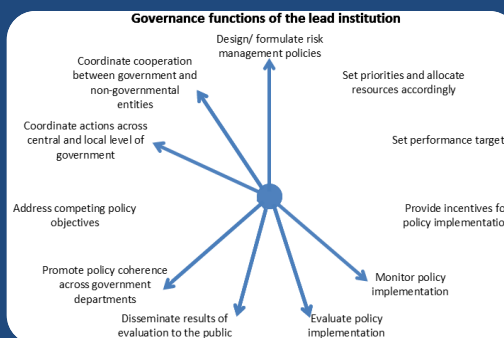 Governance functions of the lead institution
Design/ formulate risk
management policies
Coordinate cooperation
between government and
non-governmental
entities
Set priorities and allocate
resources accordingly
Coordinate actions across
central and local level of
government
Set performance target
Address competing policy
objectives
Provide incentives fo
policy implementatio
Promote policy coherence
across government
departments
Monitor policy
implementation
Disseminate results of
evaluation to the public
Evaluate policy
implementation